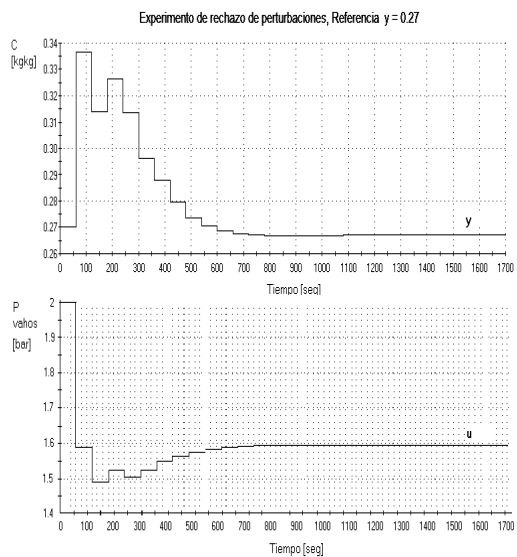 Experimento de rechazo de perturbaciones, Referencia y = 0.27
C
[kgkg]
0.34
0.33
0.32
0.31
0.30
0.29
0.28
0.27
0.26
y
0 100 200 300 400 500 600 700 800 900 1000 1100 1200 1300 1400 1500 1600 1700
Tiempo [seq]
P
vahos
[bar]
2
1.9
1.8
1.7
1.6
1.5
1.4
u
0 100 200 300 400 500 600 700 800 900 1000 1100 1200 1300 1400 1500 1600 1700
Tiempo [seg]